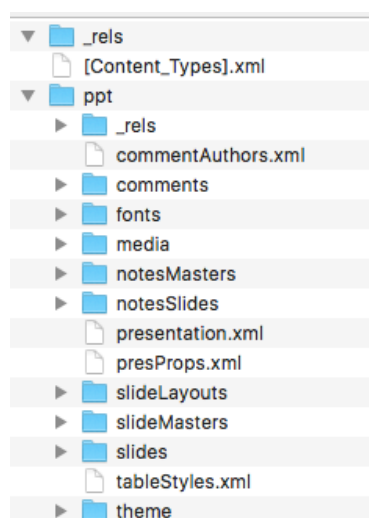 _rels
[Content_Types].xml
ppt
_rels
commentAuthors.xml
comments
fonts
media
notesMasters
notesSlides
presentation.xml
presProps.xml
slideLayouts
slideMasters
slides
tableStyles.xml
theme